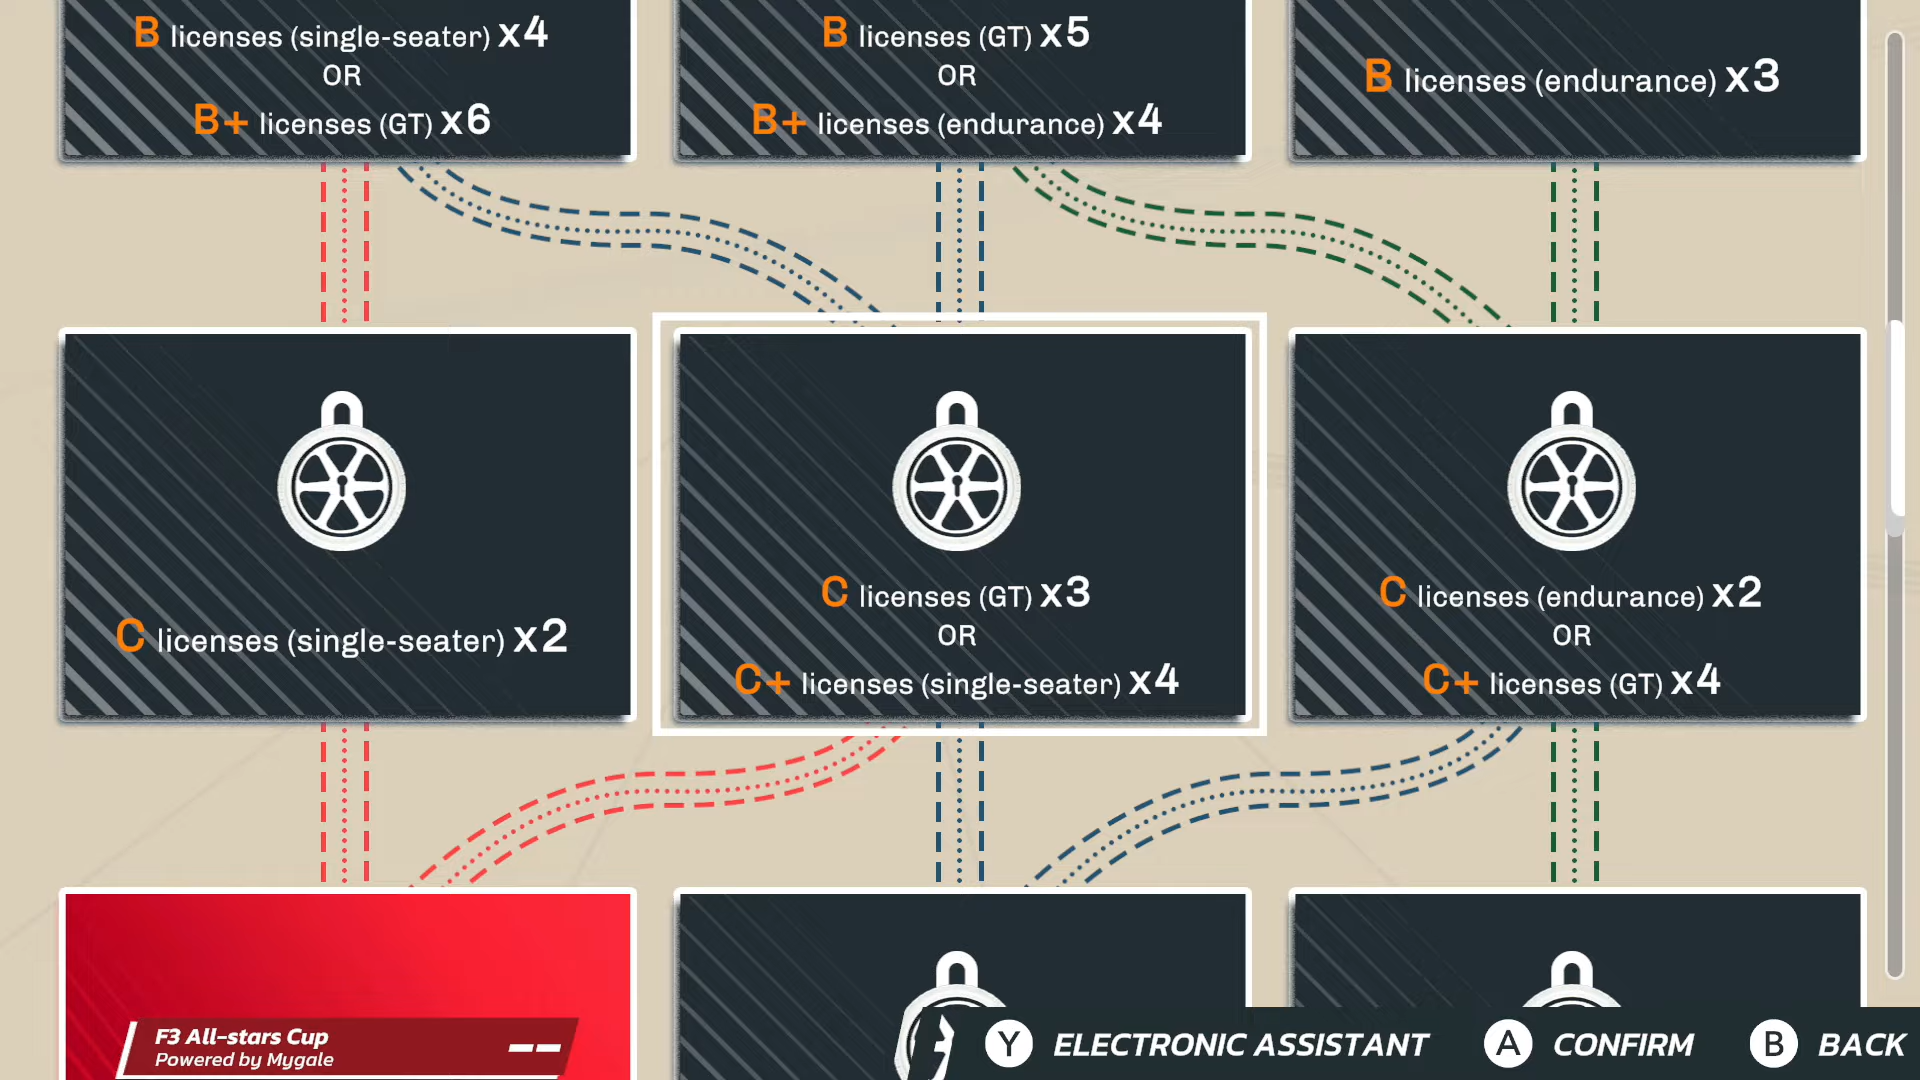 B licenses (single-seater) x4
OR
B+ licenses (GT) x6
B licenses (GT) x5
OR
B+ licenses (endurance) x4
B licenses (endurance) x3
C licenses (single-seater) x2
C licenses (GT) x3
OR
C+ licenses (single-seater) x4
C licenses (endurance) x2
OR
C+ licenses (GT) x4
F3 All-stars Cup
Powered by Mygale
--
Y ELECTRONIC ASSISTANT A CONFIRM B BACK